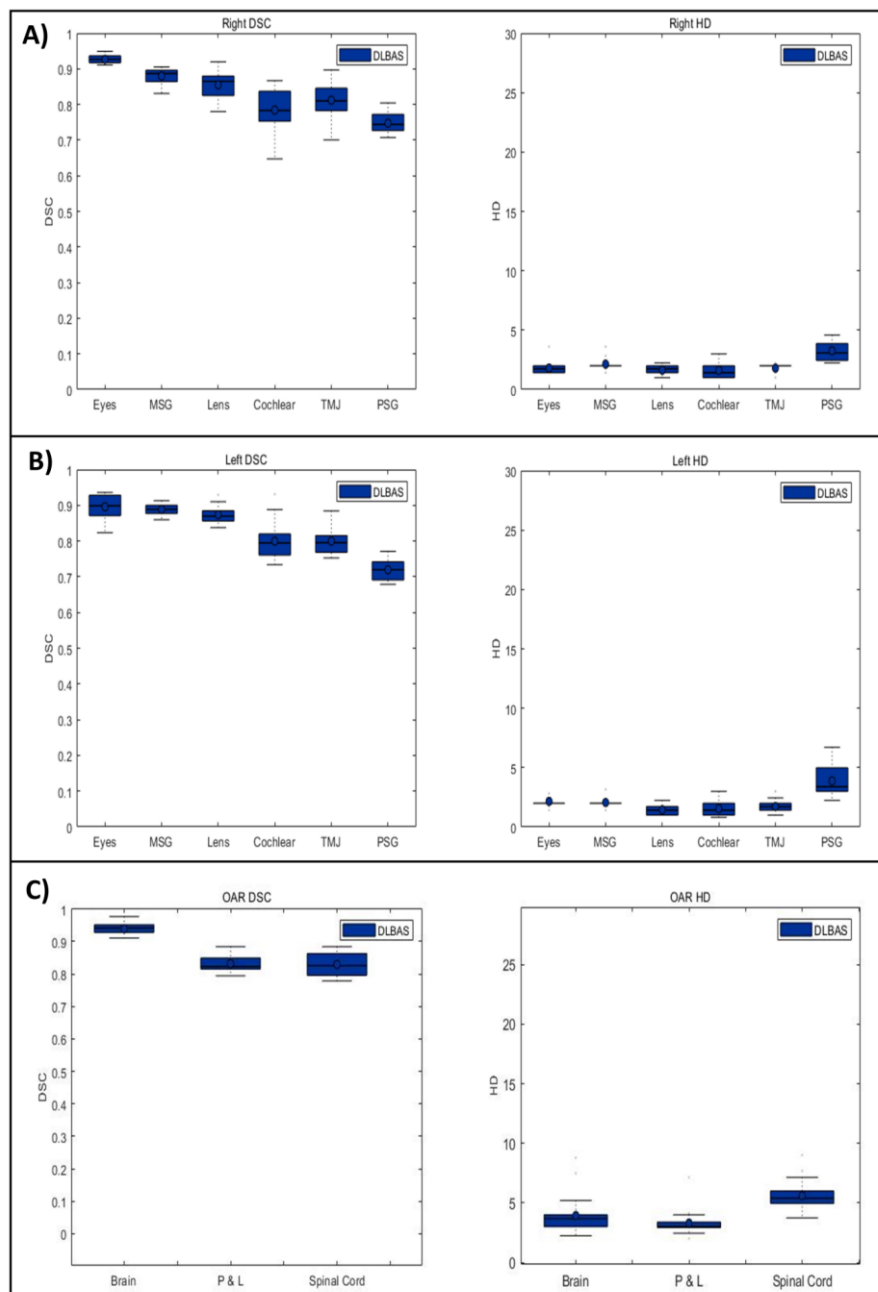 A)
Right DSC
DLBAS
1
0.9
0.8
0.7
0.6
0.5
0.4
0.3
0.2
0.1
0
DSC
Eyes MSG Lens Cochlear TMJ PSG
Right HD
DLBAS
30
25
20
15
10
5
0
HD
Eyes MSG Lens Cochlear TMJ PSG
B)
Left DSC
DLBAS
1
0.9
0.8
0.7
0.6
0.5
0.4
0.3
0.2
0.1
0
DSC
Eyes MSG Lens Cochlear TMJ PSG
Left HD
DLBAS
30
25
20
15
10
5
0
HD
Eyes MSG Lens Cochlear TMJ PSG
C)
OAR DSC
DLBAS
1
0.9
0.8
0.7
0.6
0.5
0.4
0.3
0.2
0.1
0
DSC
Brain P & L Spinal Cord
OAR HD
DLBAS
25
20
15
10
5
0
HD
Brain P & L Spinal Cord